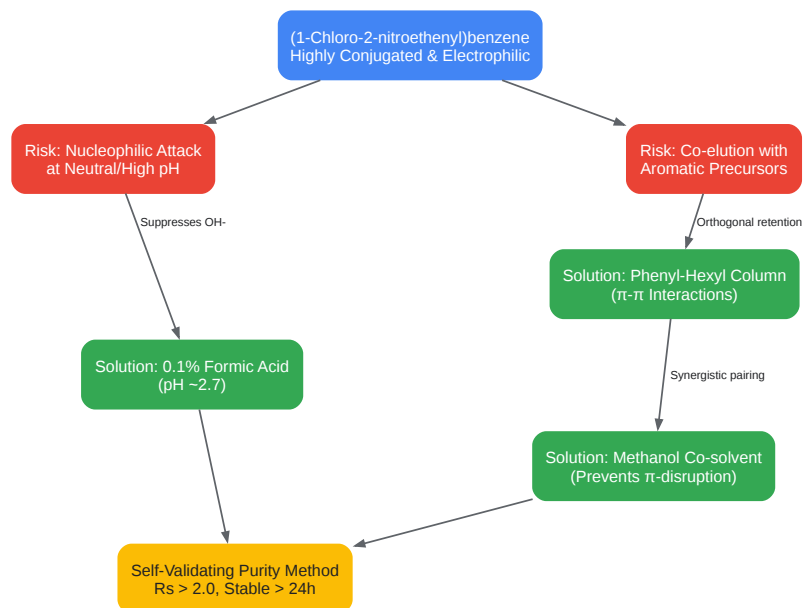 (1-Chloro-2-nitroethenyl)benzene
Highly Conjugated & Electrophilic
Risk: Nucleophilic Attack
at Neutral/High pH
Risk: Co-elution with
Aromatic Precursors
Suppresses OH-
Orthogonal retention
Solution: Phenyl-Hexyl Column
(π-π Interactions)
Solution: 0.1% Formic Acid
(pH ~2.7)
Synergistic pairing
Solution: Methanol Co-solvent
(Prevents π-disruption)
Self-Validating Purity Method
Rs > 2.0, Stable > 24h